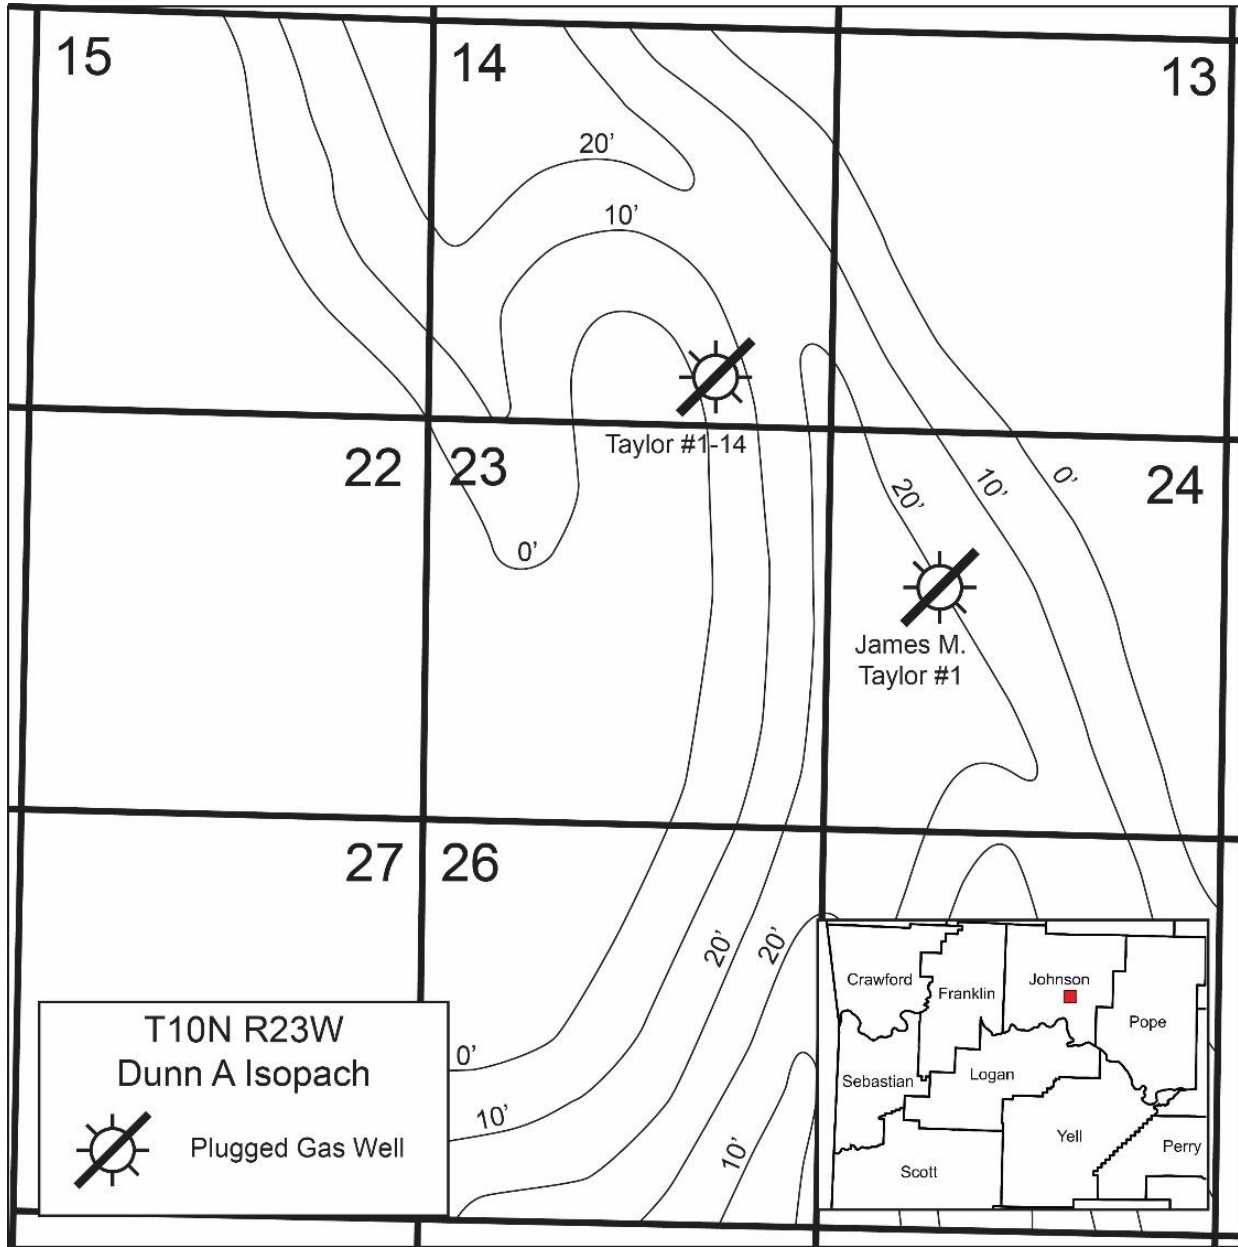 15
14
13
20'
10'
Taylor #1-14
22
23
24
20'
10'
0'
0'
James M.
Taylor #1
27
26
20'
20'
0'
10'
10'
T10N R23W
Dunn A Isopach
Plugged Gas Well
Crawford
Franklin
Johnson
Pope
Sebastian
Logan
Yell
Perry
Scott